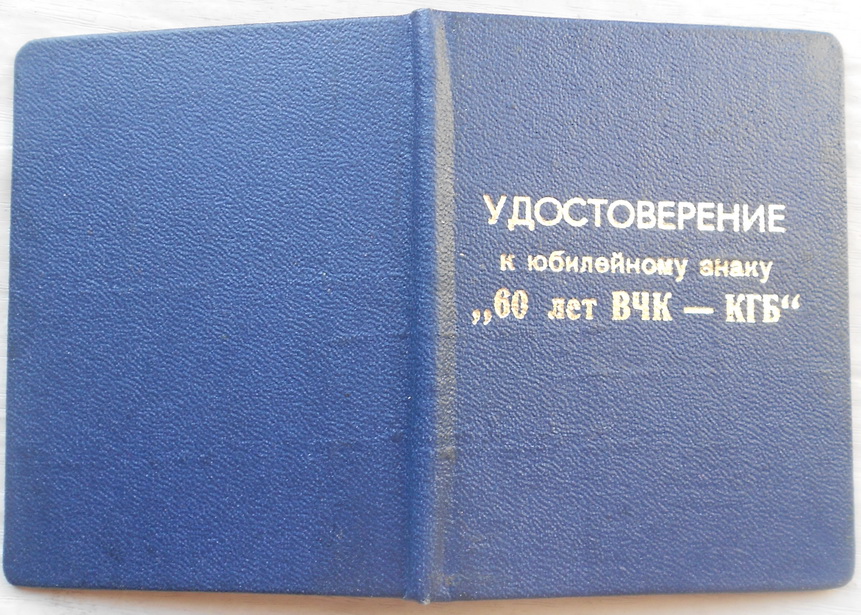 УДОСТОВЕРЕНИЕ
к юбилейному знаку
„60 лет ВЧК — КГБ“